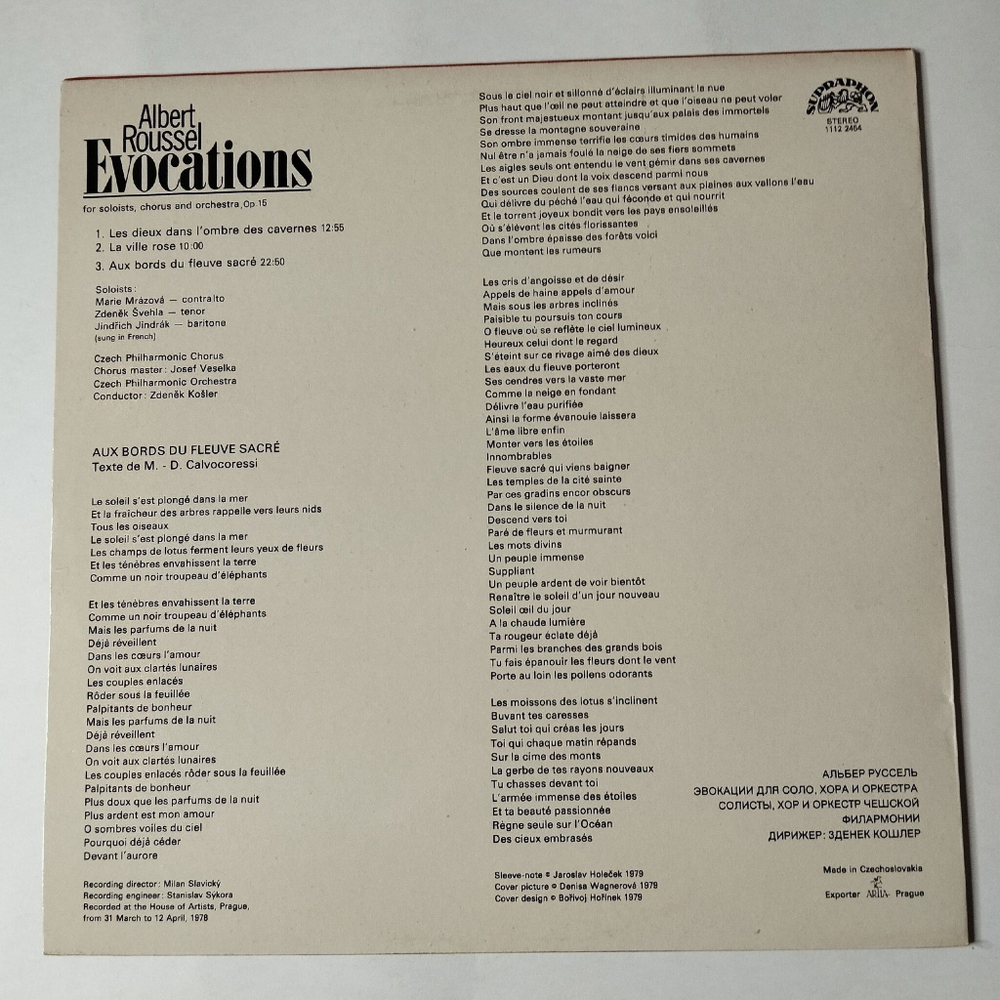 Albert
Roussel
Evocations
for soloists, chorus and orchestra, Op. 15
1. Les dieux dans l'ombre des cavernes 12:55
2. La ville rose 10:00
3. Aux bords du fleuve sacré 22:50
Soloists:
Marie Mrázová — contralto
Zdeněk Švehla — tenor
Jindřich Jindrák — baritone
(sung in French)
Czech Philharmonic Chorus
Chorus master: Josef Veselka
Czech Philharmonic Orchestra
Conductor: Zdeněk Košler
AUX BORDS DU FLEUVE SACRÉ
Texte de M. - D. Calvocoressi
Le soleil s'est plongé dans la mer
Et la fraîcheur des arbres rappelle vers leurs nids
Tous les oiseaux
Le soleil s'est plongé dans la mer
Les champs de lotus ferment leurs yeux de fleurs
Et les ténèbres envahissent la terre
Comme un noir troupeau d'éléphants
Et les ténèbres envahissent la terre
Comme un noir troupeau d'éléphants
Mais les parfums de la nuit
Déjà réveillent
Dans les cœurs l'amour
On voit aux clartés lunaires
Les couples enlacés
Rôder sous la feuillée
Palpitants de bonheur
Mais les parfums de la nuit
Déjà réveillent
Dans les cœurs l'amour
On voit aux clartés lunaires
Les couples enlacés rôder sous la feuillée
Palpitants de bonheur
Plus doux que les parfums de la nuit
Plus ardent est mon amour
O sombres voiles du ciel
Pourquoi déjà céder
Devant l'aurore
Recording director: Milan Slavický
Recording engineer: Stanislav Sýkora
Recorded at the House of Artists, Prague,
from 31 March to 12 April, 1978
Sous le ciel noir et sillonné d'éclairs illuminant la nue
Plus haut que l'œil ne peut atteindre et que l'oiseau ne peut voler
Son front majestueux montant jusqu'aux palais des immortels
Se dresse la montagne souveraine
Son ombre immense terrifie les cœurs timides des humains
Nul être n'a jamais foulé la neige de ses fiers sommets
Les aigles seuls ont entendu le vent gémir dans ses cavernes
Et c'est un Dieu dont la voix descend parmi nous
Des sources coulent de ses flancs versant aux plaines aux vallons l'eau
Qui délivre du péché l'eau qui féconde et qui nourrit
Et le torrent joyeux bondit vers les pays ensoleillés
Où s'élèvent les cités florissantes
Dans l'ombre épaisse des forêts voici
Que montent les rumeurs
Les cris d'angoisse et de désir
Appels de haine appels d'amour
Mais sous les arbres inclinés
Paisible tu poursuis ton cours
O fleuve où se reflète le ciel lumineux
Heureux celui dont le regard
S'éteint sur ce rivage aimé des dieux
Les eaux du fleuve porteront
Ses cendres vers la vaste mer
Comme la neige en fondant
Délivre l'eau purifiée
Ainsi la forme évanouie laissera
L'âme libre enfin
Monter vers les étoiles
Innombrables
Fleuve sacré qui viens baigner
Les temples de la cité sainte
Par ces gradins encor obscurs
Dans le silence de la nuit
Descend vers toi
Paré de fleurs et murmurant
Les mots divins
Un peuple immense
Suppliant
Un peuple ardent de voir bientôt
Renaître le soleil d'un jour nouveau
Soleil œil du jour
A la chaude lumière
Ta rougeur éclate déjà
Parmi les branches des grands bois
Tu fais épanouir les fleurs dont le vent
Porte au loin les pollens odorants
Les moissons des lotus s'inclinent
Buvant tes caresses
Salut toi qui créas les jours
Toi qui chaque matin répands
Sur la cime des monts
La gerbe de tes rayons nouveaux
Tu chasses devant toi
L'armée immense des étoiles
Et ta beauté passionnée
Règne seule sur l'Océan
Des cieux embrasés
Sleeve-note © Jaroslav Holeček 1979
Cover picture © Denisa Wagnerová 1979
Cover design © Bořivoj Hořínek 1979
SUPRAPHON
STEREO
1112 2454
АЛЬБЕР РУССЕЛЬ
ЭВОКАЦИИ ДЛЯ СОЛО, ХОРА И ОРКЕСТРА
СОЛИСТЫ, ХОР И ОРКЕСТР ЧЕШСКОЙ
ФИЛАРМОНИИ
ДИРИЖЕР: ЗДЕНЕК КОШЛЕР
Made in Czechoslovakia
Exporter ARTIA Prague